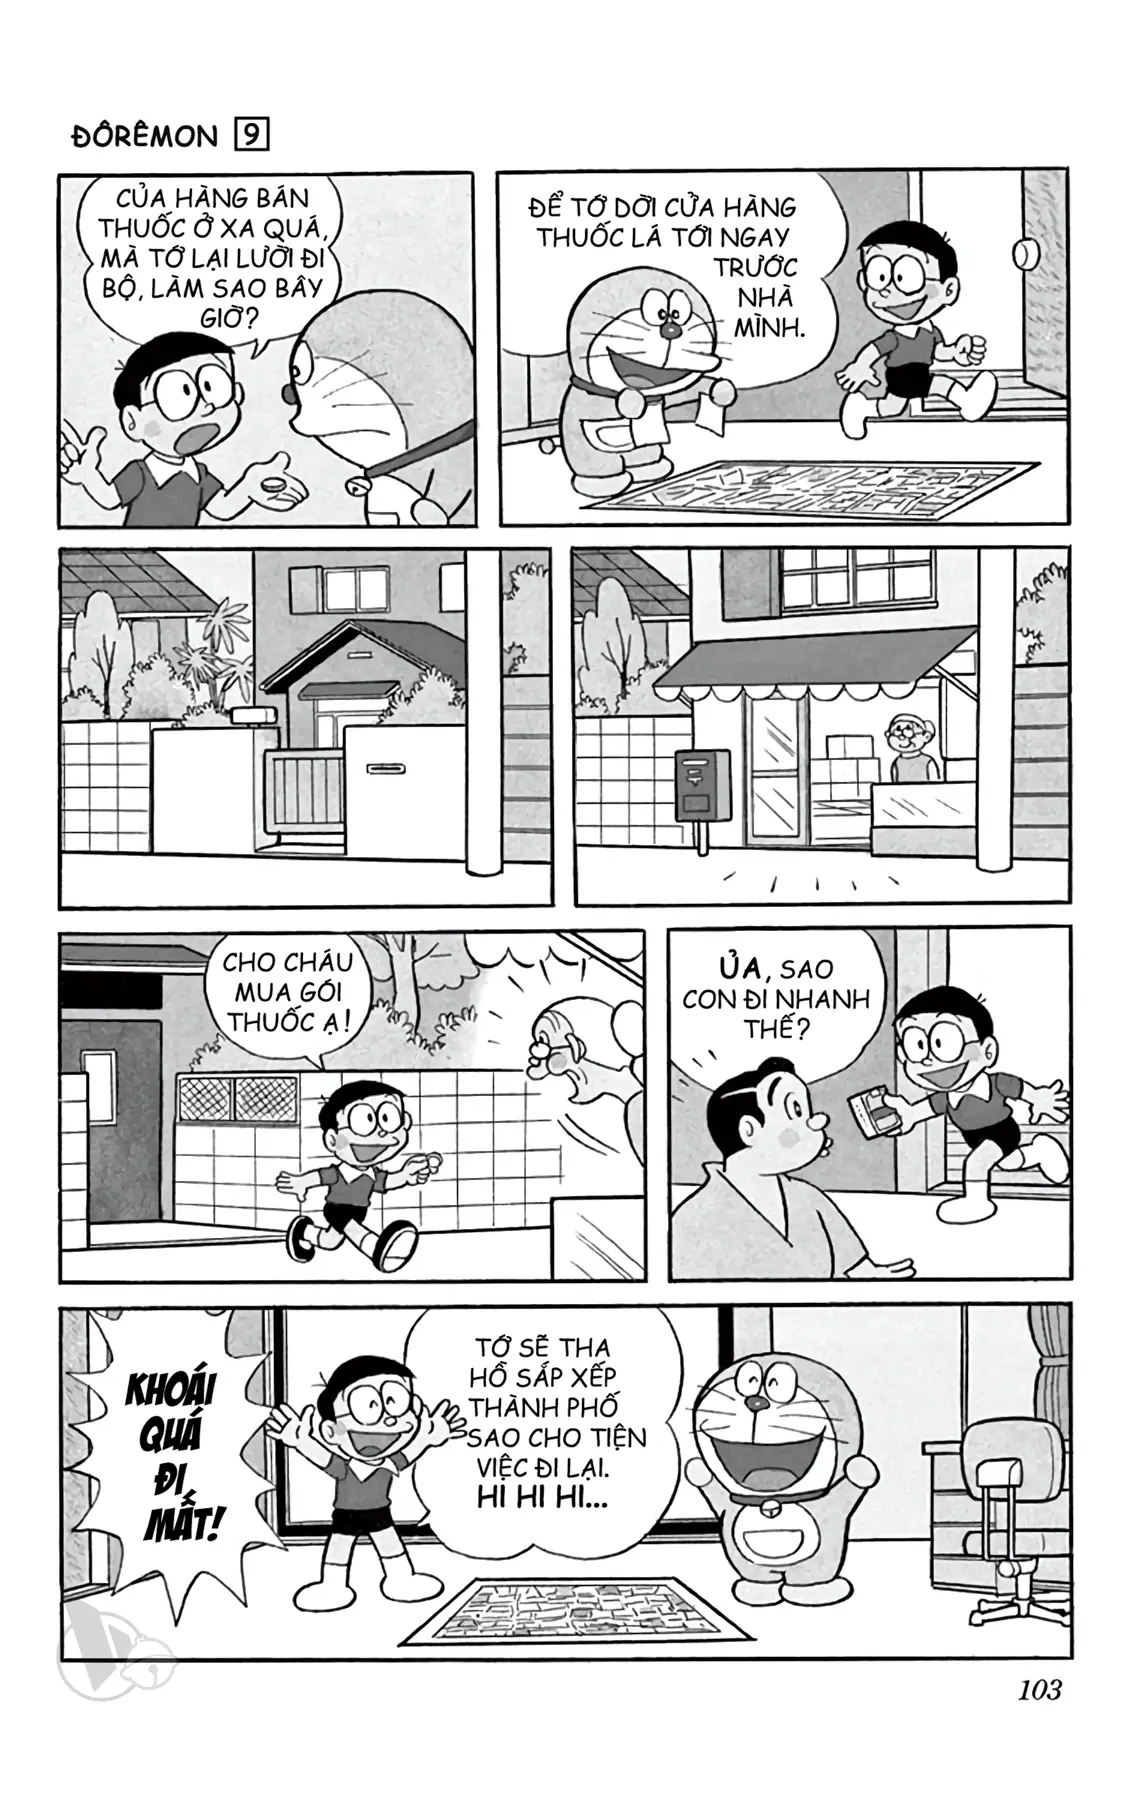 ĐÔRÊMON 9
CỦA HÀNG BÁN
THUỐC Ở XA QUÁ,
MÀ TỚ LẠI LƯỜI ĐI
BỘ, LÀM SAO BÂY
GIỜ?
ĐỂ TỚ DỜI CỬA HÀNG
THUỐC LÁ TỚI NGAY
TRƯỚC
NHÀ
MÌNH.
CHO CHÁU
MUA GÓI
THUỐC Ạ!
ỦA, SAO
CON ĐI NHANH
THẾ?
KHOÁI
QUÁ
ĐI
MẤT!
TỚ SẼ THA
HỒ SẮP XẾP
THÀNH PHỐ
SAO CHO TIỆN
VIỆC ĐI LẠI.
HI HI HI...
103